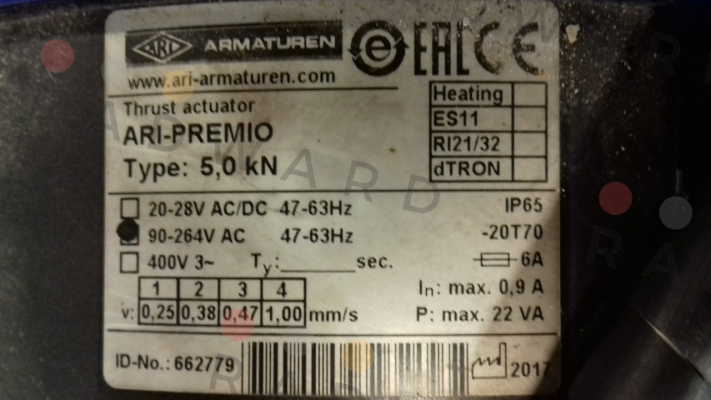 ARI ARMATUREN e EAC CE
www.ari-armaturen.com
Thrust actuator
ARI-PREMIO
Type: 5,0 kN
Heating
ES11
RI21/32
dTRON
20-28V AC/DC 47-63Hz IP65
90-264V AC 47-63Hz -20T70
400V 3~ Ty:______sec. 6A
1 2 3 4 In: max. 0,9 A
v: 0,25 0,38 0,47 1,00 mm/s P: max. 22 VA
ID-No.: 662779 2017